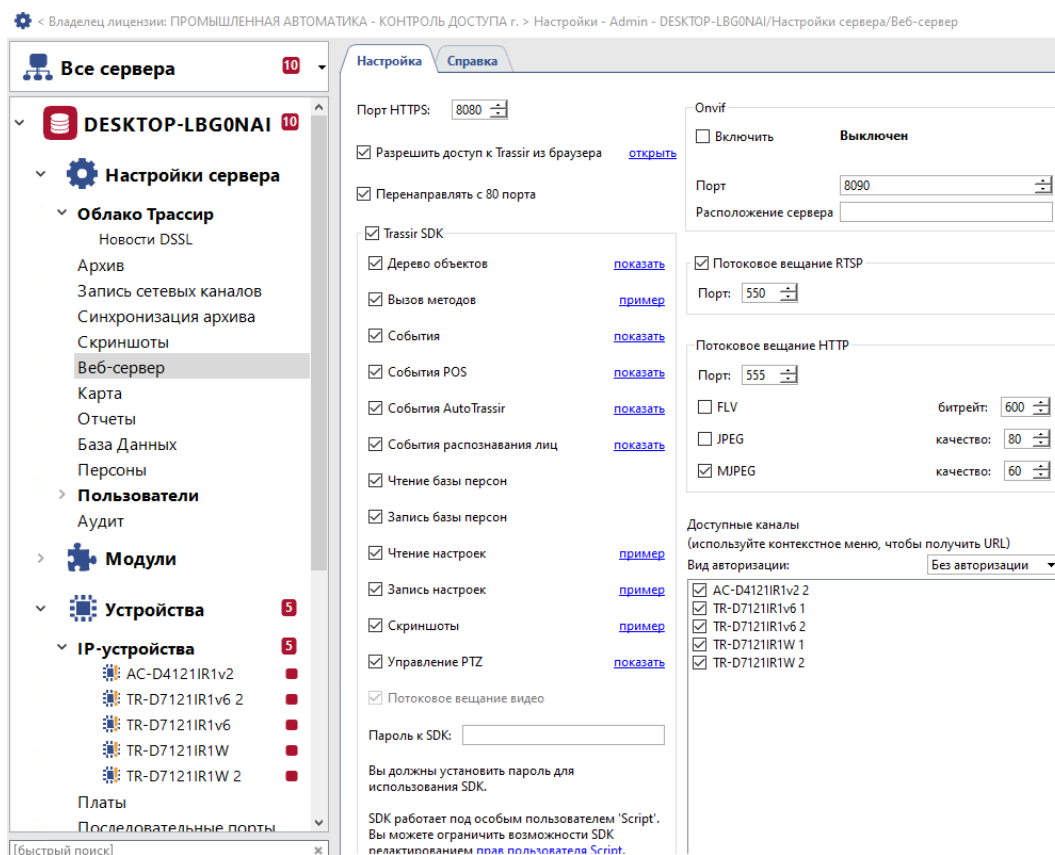 < Владелец лицензии: ПРОМЫШЛЕННАЯ АВТОМАТИКА - КОНТРОЛЬ ДОСТУПА г. > Настройки - Admin - DESKTOP-LBG0NAI/Настройки сервера/Веб-сервер
Все сервера 10
DESKTOP-LBG0NAI 10
Настройки сервера
Облако Трассир
Новости DSSL
Архив
Запись сетевых каналов
Синхронизация архива
Скриншоты
Веб-сервер
Карта
Отчеты
База Данных
Персоны
Пользователи
Аудит
Модули
Устройства 5
IP-устройства 5
AC-D4121IR1v2
TR-D7121IR1v6 2
TR-D7121IR1v6
TR-D7121IR1W
TR-D7121IR1W 2
Платы
Последовательные порты
[быстрый поиск]
Настройка Справка
Порт HTTPS: 8080
Разрешить доступ к Trassir из браузера открыть
Перенаправлять с 80 порта
Trassir SDK
Дерево объектов показать
Вызов методов пример
События показать
События POS показать
События AutoTrassir показать
События распознавания лиц показать
Чтение базы персон
Запись базы персон
Чтение настроек пример
Запись настроек пример
Скриншоты пример
Управление PTZ показать
Потоковое вещание видео
Пароль к SDK:
Вы должны установить пароль для
использования SDK.
SDK работает под особым пользователем 'Script'.
Вы можете ограничить возможности SDK
редактированием прав пользователя Script.
Onvif
Включить Выключен
Порт 8090
Расположение сервера
Потоковое вещание RTSP
Порт: 550
Потоковое вещание HTTP
Порт: 555
FLV битрейт: 600
JPEG качество: 80
MJPEG качество: 60
Доступные каналы
(используйте контекстное меню, чтобы получить URL)
Вид авторизации: Без авторизации
AC-D4121IR1v2 2
TR-D7121IR1v6 1
TR-D7121IR1v6 2
TR-D7121IR1W 1
TR-D7121IR1W 2